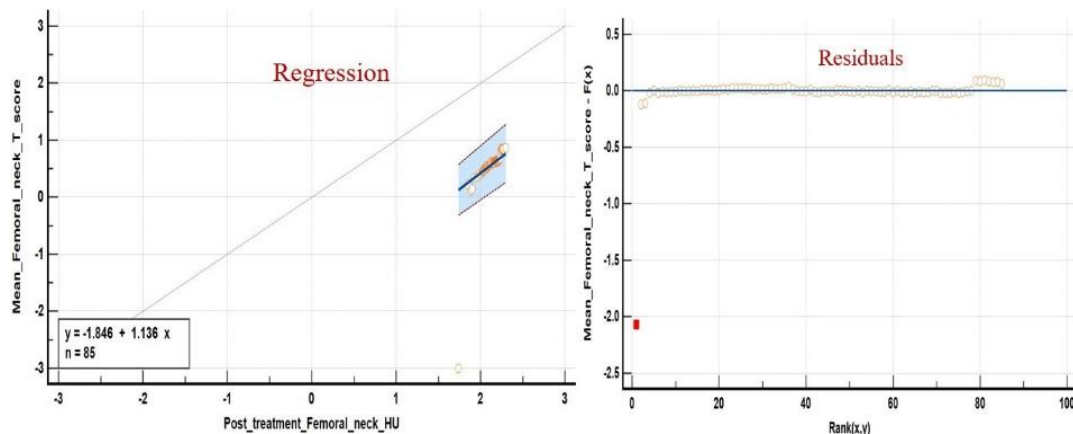 Regression
Mean_Femoral_neck_T_score
3
2
1
0
-1
-2
-3
y = -1.846 + 1.136 x
n = 85
-3 -2 -1 0 1 2 3
Post_treatment_Femoral_neck_HU
Residuals
Mean_Femoral_neck_T_score - F(x)
0.5
0.0
-0.5
-1.0
-1.5
-2.0
-2.5
0 20 40 60 80 100
Rank(x,y)